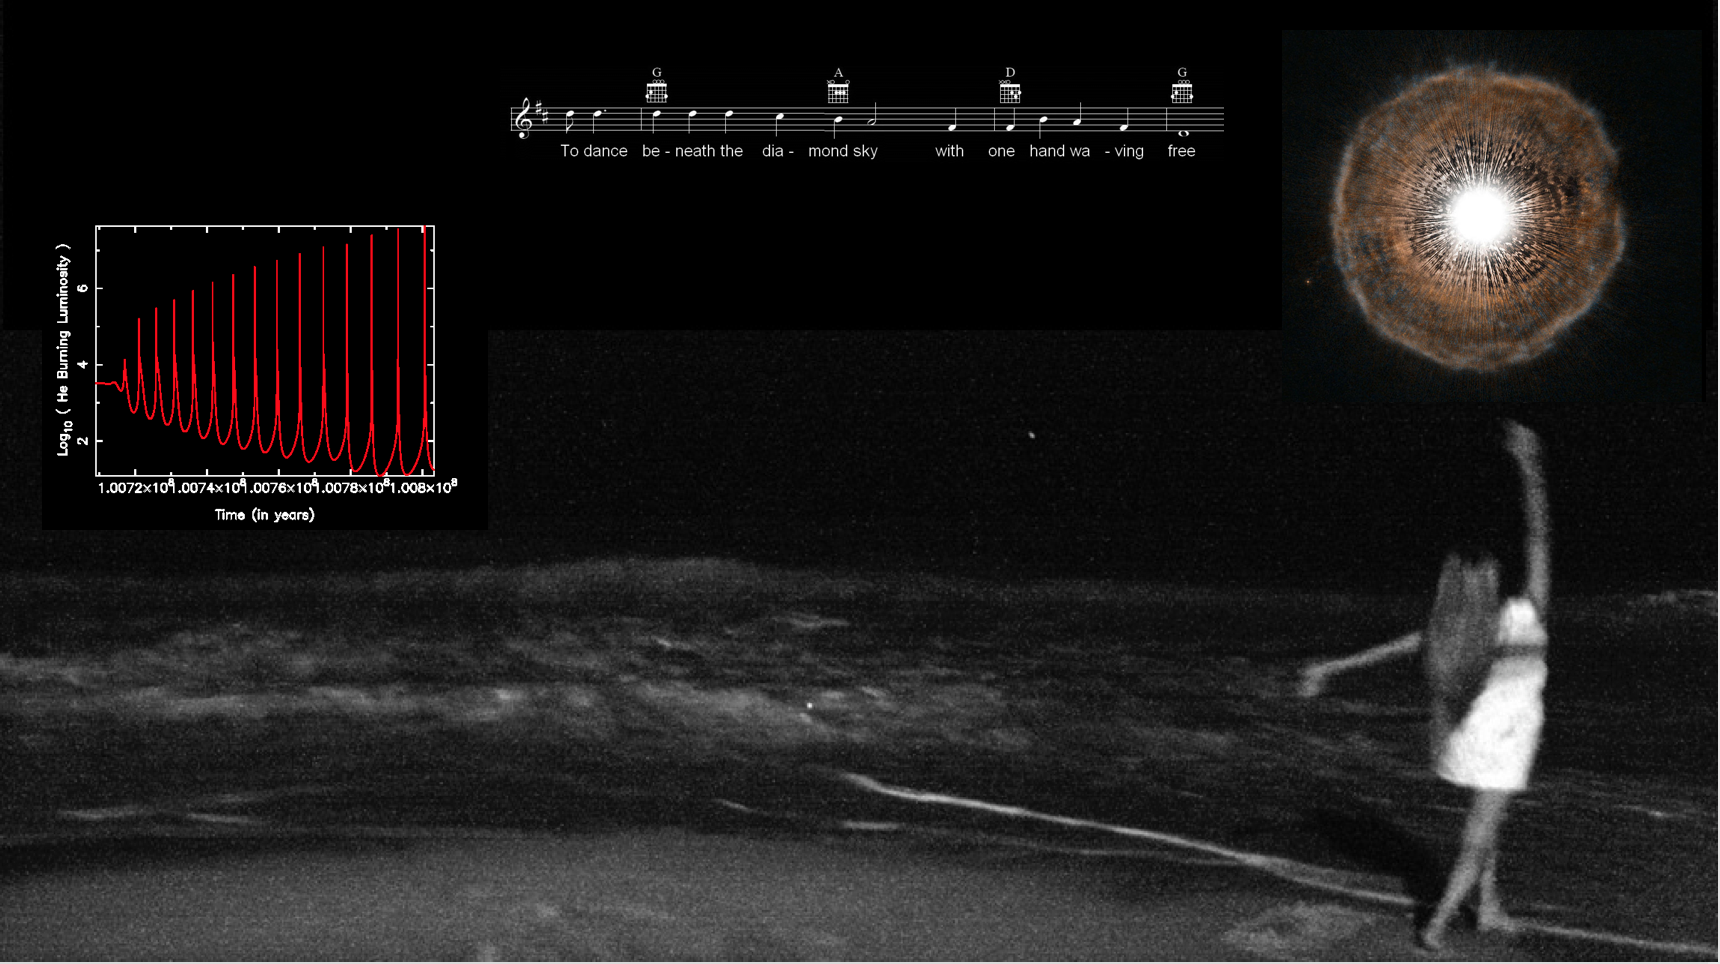 G A D G
To dance be - neath the dia - mond sky with one hand wa - ving free
Log10 ( He Burning Luminosity )
6
4
2
1.0072×10⁸ 1.0074×10⁸ 1.0076×10⁸ 1.0078×10⁸ 1.008×10⁸
Time (in years)